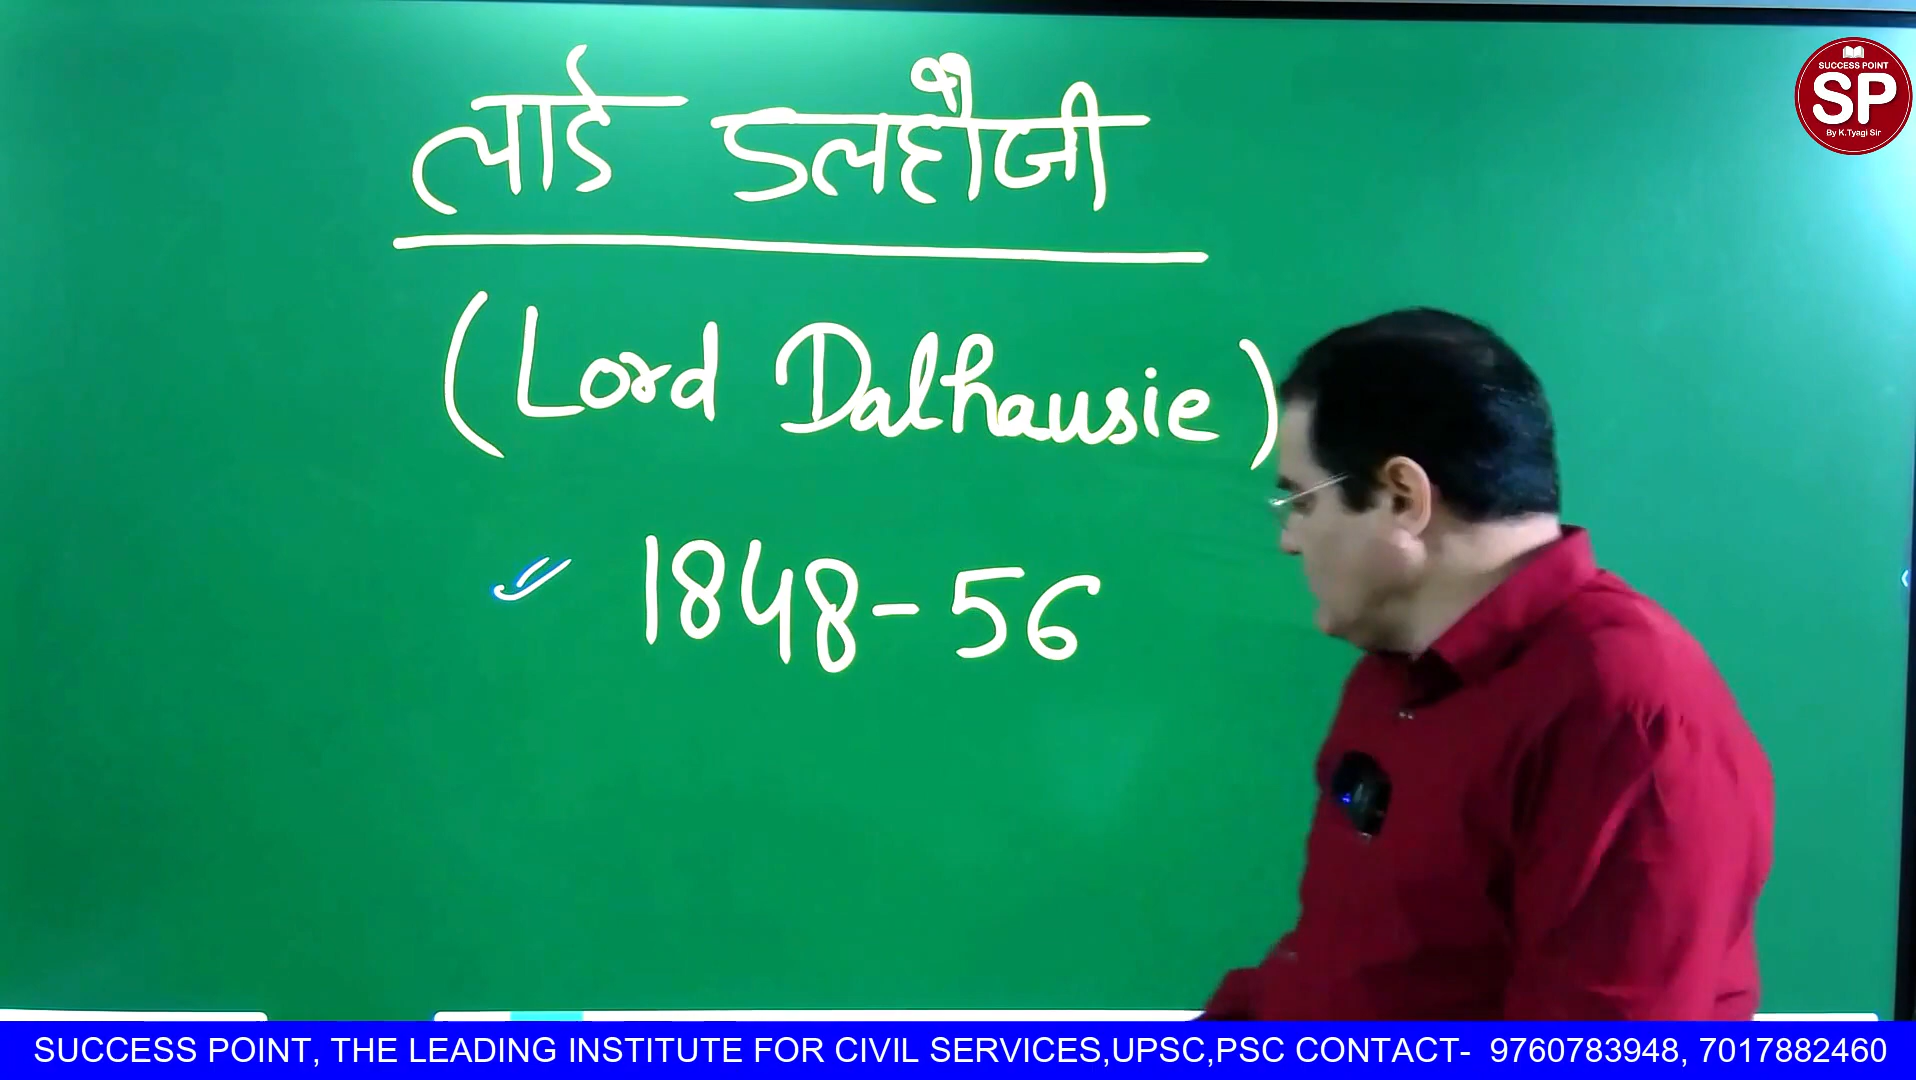 लार्ड डलहौजी
(Lord Dalhausie)
1848-56
SUCCESS POINT
SP
By K.Tyagi Sir
SUCCESS POINT, THE LEADING INSTITUTE FOR CIVIL SERVICES,UPSC,PSC CONTACT- 9760783948, 7017882460